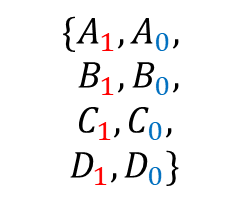 {A₁, A₀,
B₁, B₀,
C₁, C₀,
D₁, D₀}